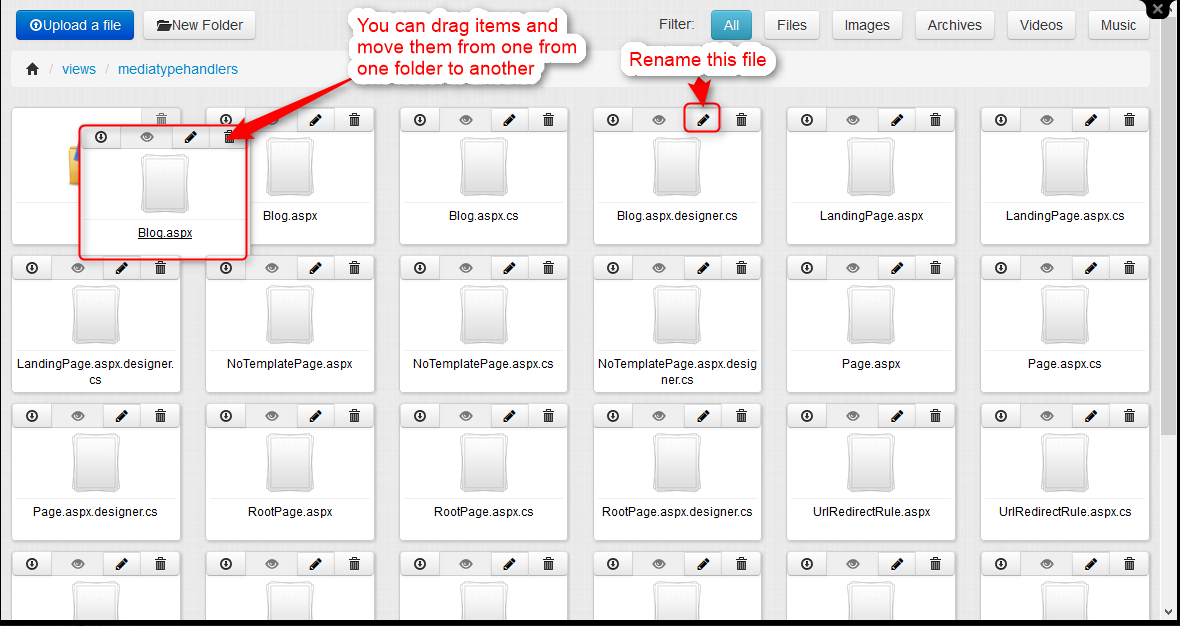 Upload a file New Folder
You can drag items and
move them from one from
one folder to another
Filter: All Files Images Archives Videos Music
Rename this file
/ views / mediatypehandlers
Blog.aspx
Blog.aspx Blog.aspx.cs Blog.aspx.designer.cs LandingPage.aspx LandingPage.aspx.cs
LandingPage.aspx.designer.
cs
NoTemplatePage.aspx NoTemplatePage.aspx.cs
NoTemplatePage.aspx.desig
ner.cs
Page.aspx Page.aspx.cs
Page.aspx.designer.cs RootPage.aspx RootPage.aspx.cs RootPage.aspx.designer.cs UrlRedirectRule.aspx UrlRedirectRule.aspx.cs